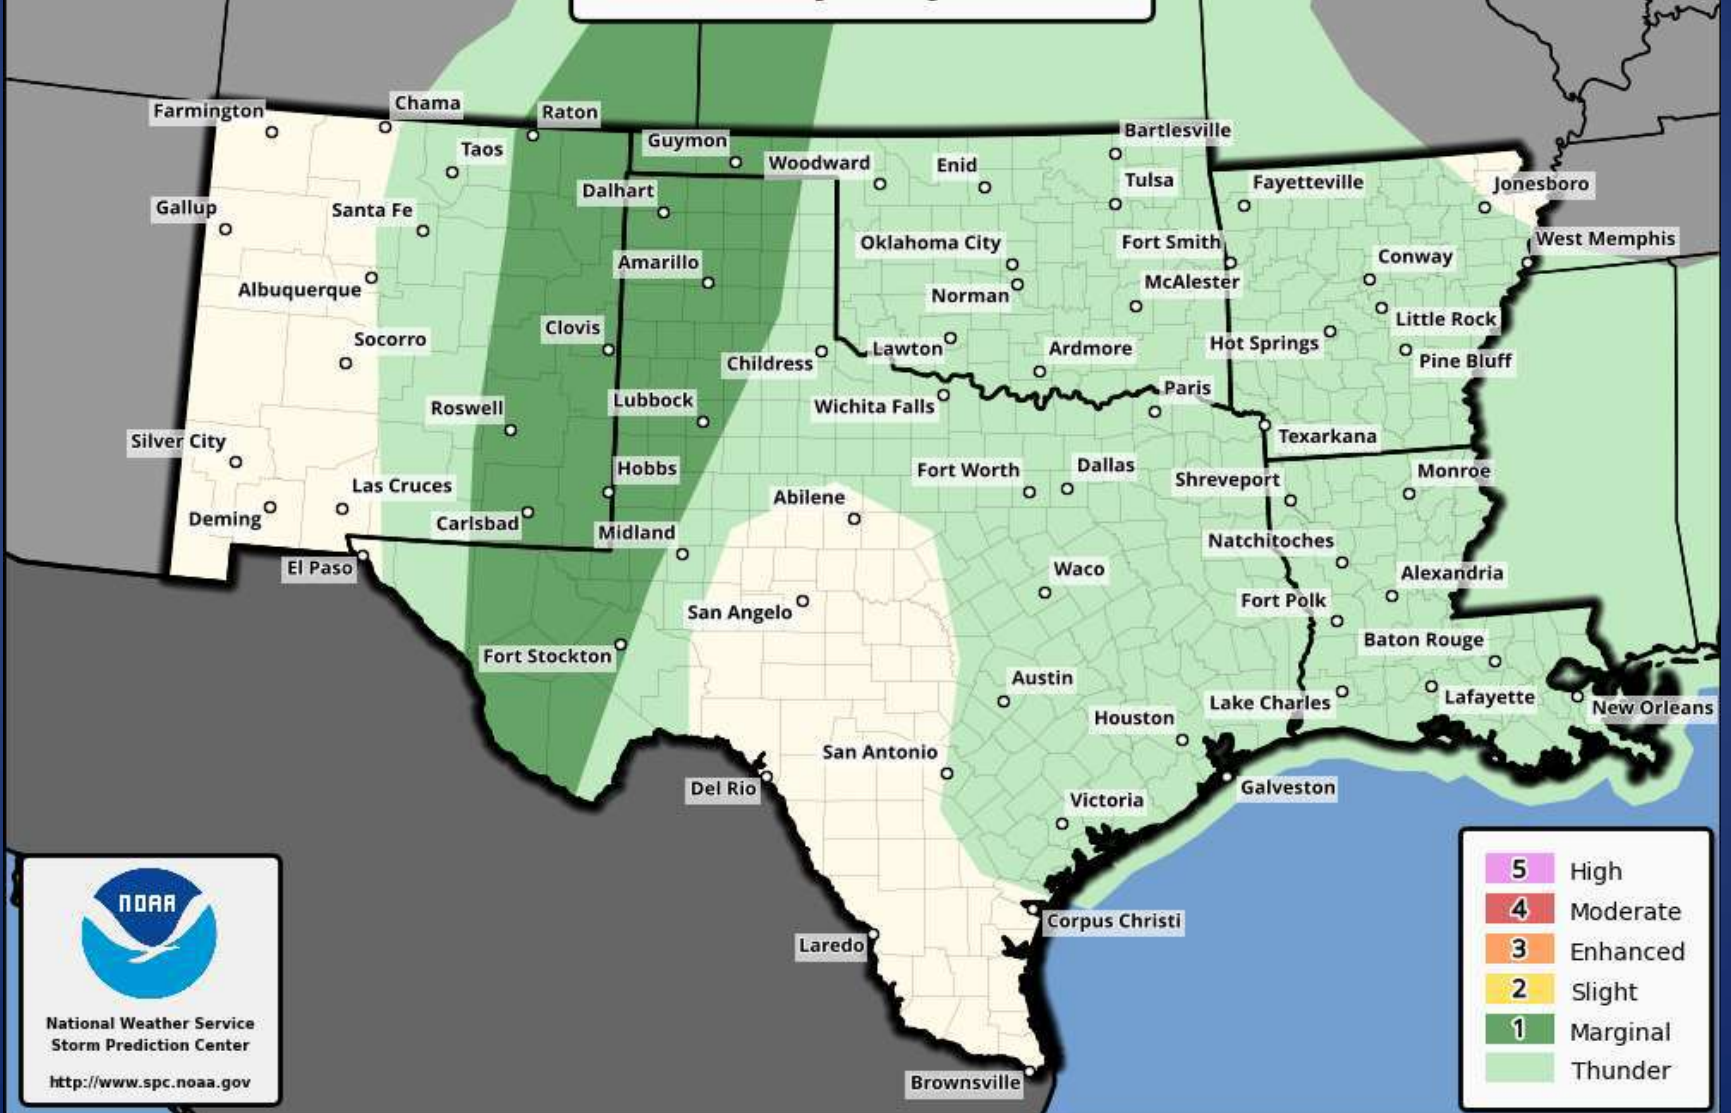 Farmington
Chama
Raton
Taos
Guymon
Bartlesville
Woodward
Enid
Tulsa
Fayetteville
Jonesboro
Dalhart
Gallup
Santa Fe
Oklahoma City
Fort Smith
West Memphis
Amarillo
Conway
Albuquerque
Norman
McAlester
Clovis
Little Rock
Socorro
Childress
Lawton
Ardmore
Hot Springs
Pine Bluff
Roswell
Lubbock
Wichita Falls
Paris
Texarkana
Silver City
Hobbs
Fort Worth
Dallas
Shreveport
Monroe
Las Cruces
Abilene
Deming
Carlsbad
Midland
Natchitoches
El Paso
Waco
Alexandria
San Angelo
Fort Polk
Baton Rouge
Fort Stockton
Austin
Lake Charles
Lafayette
New Orleans
Houston
San Antonio
Del Rio
Victoria
Galveston
Corpus Christi
Laredo
Brownsville
NOAA
National Weather Service
Storm Prediction Center
http://www.spc.noaa.gov
5 High
4 Moderate
3 Enhanced
2 Slight
1 Marginal
Thunder